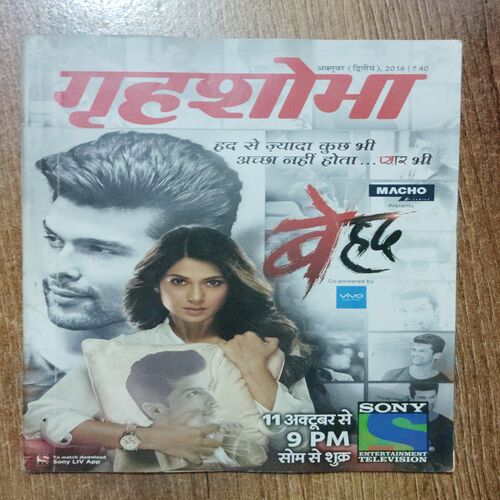 अक्तूबर (द्वितीय), 2016 | ₹ 40
गृहशोभा
हद से ज़्यादा कुछ भी
अच्छा नहीं होता ...प्यार भी
MACHO
SERIES
Presents
बेहद
Co-powered by
vivo
11 अक्टूबर से
9 PM
सोम से शुक्र
SONY
ENTERTAINMENT
TELEVISION
To watch download
Sony LIV App